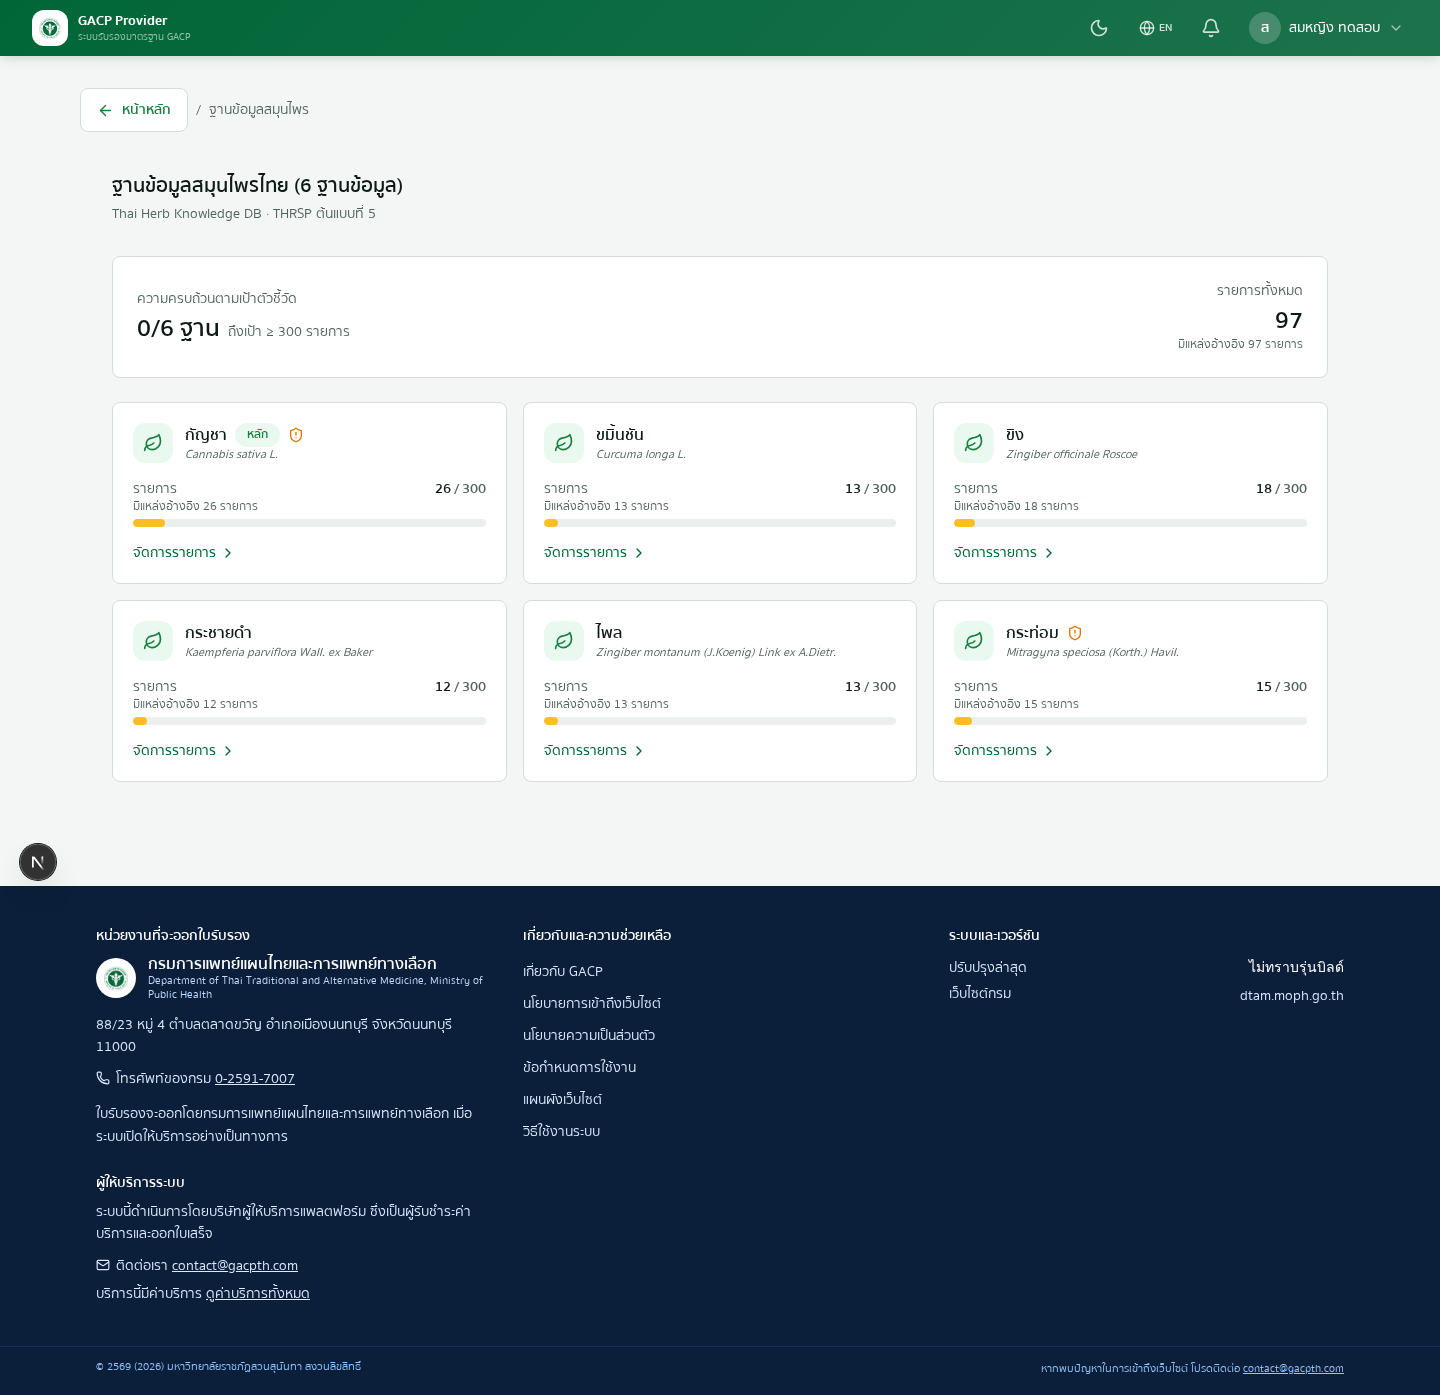 GACP Provider
ระบบรับรองมาตรฐาน GACP
EN
ส
สมหญิง ทดสอบ
หน้าหลัก
/ ฐานข้อมูลสมุนไพร
ฐานข้อมูลสมุนไพรไทย (6 ฐานข้อมูล)
Thai Herb Knowledge DB · THRSP ต้นแบบที่ 5
ความครบถ้วนตามเป้าตัวชี้วัด
0/6 ฐาน ถึงเป้า ≥ 300 รายการ
รายการทั้งหมด
97
มีแหล่งอ้างอิง 97 รายการ
กัญชา หลัก
Cannabis sativa L.
รายการ 26 / 300
มีแหล่งอ้างอิง 26 รายการ
จัดการรายการ
ขมิ้นชัน
Curcuma longa L.
รายการ 13 / 300
มีแหล่งอ้างอิง 13 รายการ
จัดการรายการ
ขิง
Zingiber officinale Roscoe
รายการ 18 / 300
มีแหล่งอ้างอิง 18 รายการ
จัดการรายการ
กระชายดำ
Kaempferia parviflora Wall. ex Baker
รายการ 12 / 300
มีแหล่งอ้างอิง 12 รายการ
จัดการรายการ
ไพล
Zingiber montanum (J.Koenig) Link ex A.Dietr.
รายการ 13 / 300
มีแหล่งอ้างอิง 13 รายการ
จัดการรายการ
กระท่อม
Mitragyna speciosa (Korth.) Havil.
รายการ 15 / 300
มีแหล่งอ้างอิง 15 รายการ
จัดการรายการ
N
หน่วยงานที่จะออกใบรับรอง
กรมการแพทย์แผนไทยและการแพทย์ทางเลือก
Department of Thai Traditional and Alternative Medicine, Ministry of
Public Health
88/23 หมู่ 4 ตำบลตลาดขวัญ อำเภอเมืองนนทบุรี จังหวัดนนทบุรี
11000
โทรศัพท์ของกรม 0-2591-7007
ใบรับรองจะออกโดยกรมการแพทย์แผนไทยและการแพทย์ทางเลือก เมื่อ
ระบบเปิดให้บริการอย่างเป็นทางการ
ผู้ให้บริการระบบ
ระบบนี้ดำเนินการโดยบริษัทผู้ให้บริการแพลตฟอร์ม ซึ่งเป็นผู้รับชำระค่า
บริการและออกใบเสร็จ
ติดต่อเรา contact@gacpth.com
บริการนี้มีค่าบริการ ดูค่าบริการทั้งหมด
เกี่ยวกับและความช่วยเหลือ
เกี่ยวกับ GACP
นโยบายการเข้าถึงเว็บไซต์
นโยบายความเป็นส่วนตัว
ข้อกำหนดการใช้งาน
แผนผังเว็บไซต์
วิธีใช้งานระบบ
ระบบและเวอร์ชัน
ปรับปรุงล่าสุด ไม่ทราบรุ่นบิลด์
เว็บไซต์กรม dtam.moph.go.th
© 2569 (2026) มหาวิทยาลัยราชภัฏสวนสุนันทา สงวนลิขสิทธิ์
หากพบปัญหาในการเข้าถึงเว็บไซต์ โปรดติดต่อ contact@gacpth.com